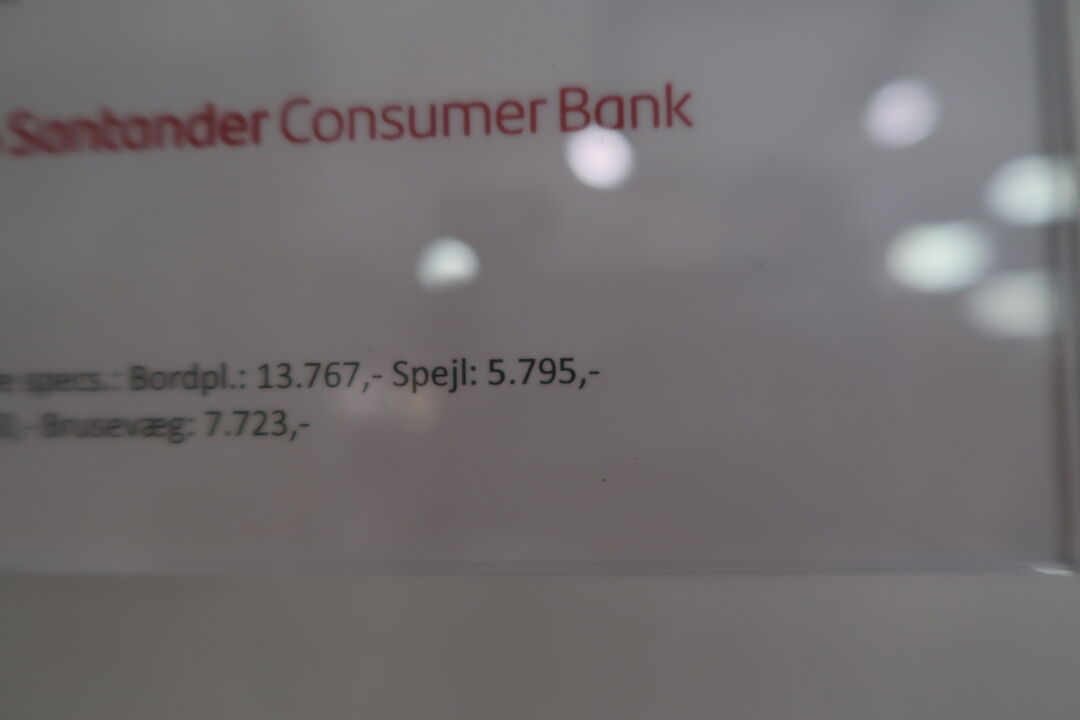 Santander Consumer Bank
specs.: Bordpl.: 13.767,- Spejl: 5.795,-
Brusevæg: 7.723,-